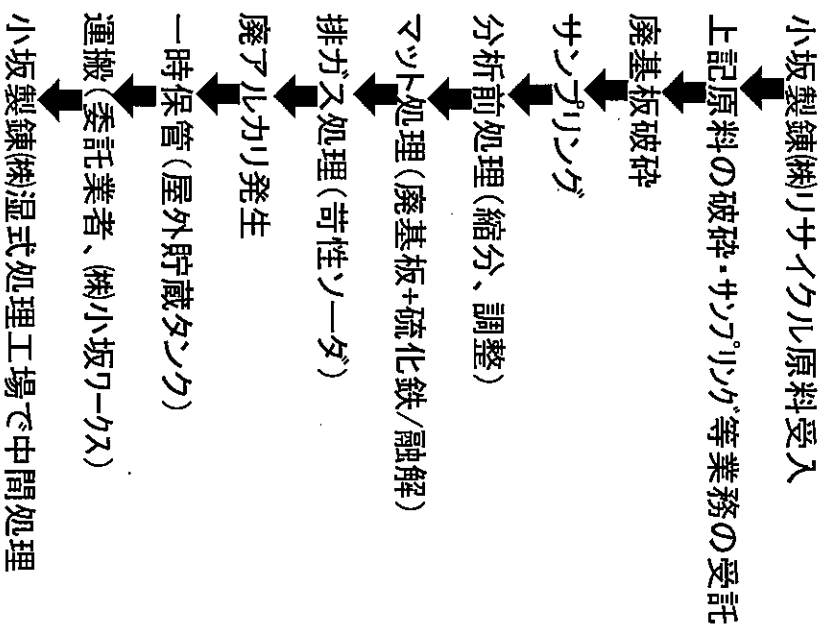 小坂製錬㈱リサイクル原料受入
上記原料の破砕・サンプリング等業務の受託
廃基板破砕
サンプリング
分析前処理(縮分、調整)
マット処理(廃基板+硫化鉄/融解)
排ガス処理(苛性ソーダ)
廃アルカリ発生
一時保管(屋外貯蔵タンク)
運搬(委託業者、㈱小坂ワークス)
小坂製錬㈱湿式処理工場で中間処理